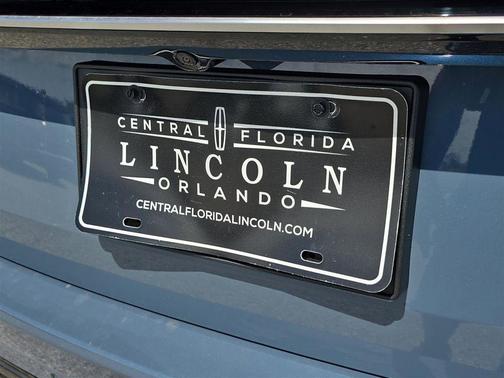 CENTRAL FLORIDA
LINCOLN
ORLANDO
CENTRALFLORIDALINCOLN.COM